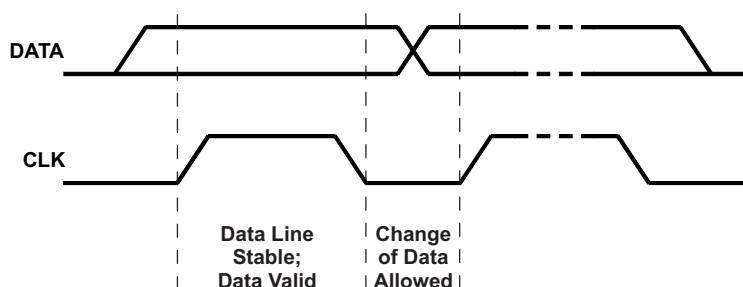 DATA
CLK
Data Line
Stable;
Data Valid
Change
of Data
Allowed